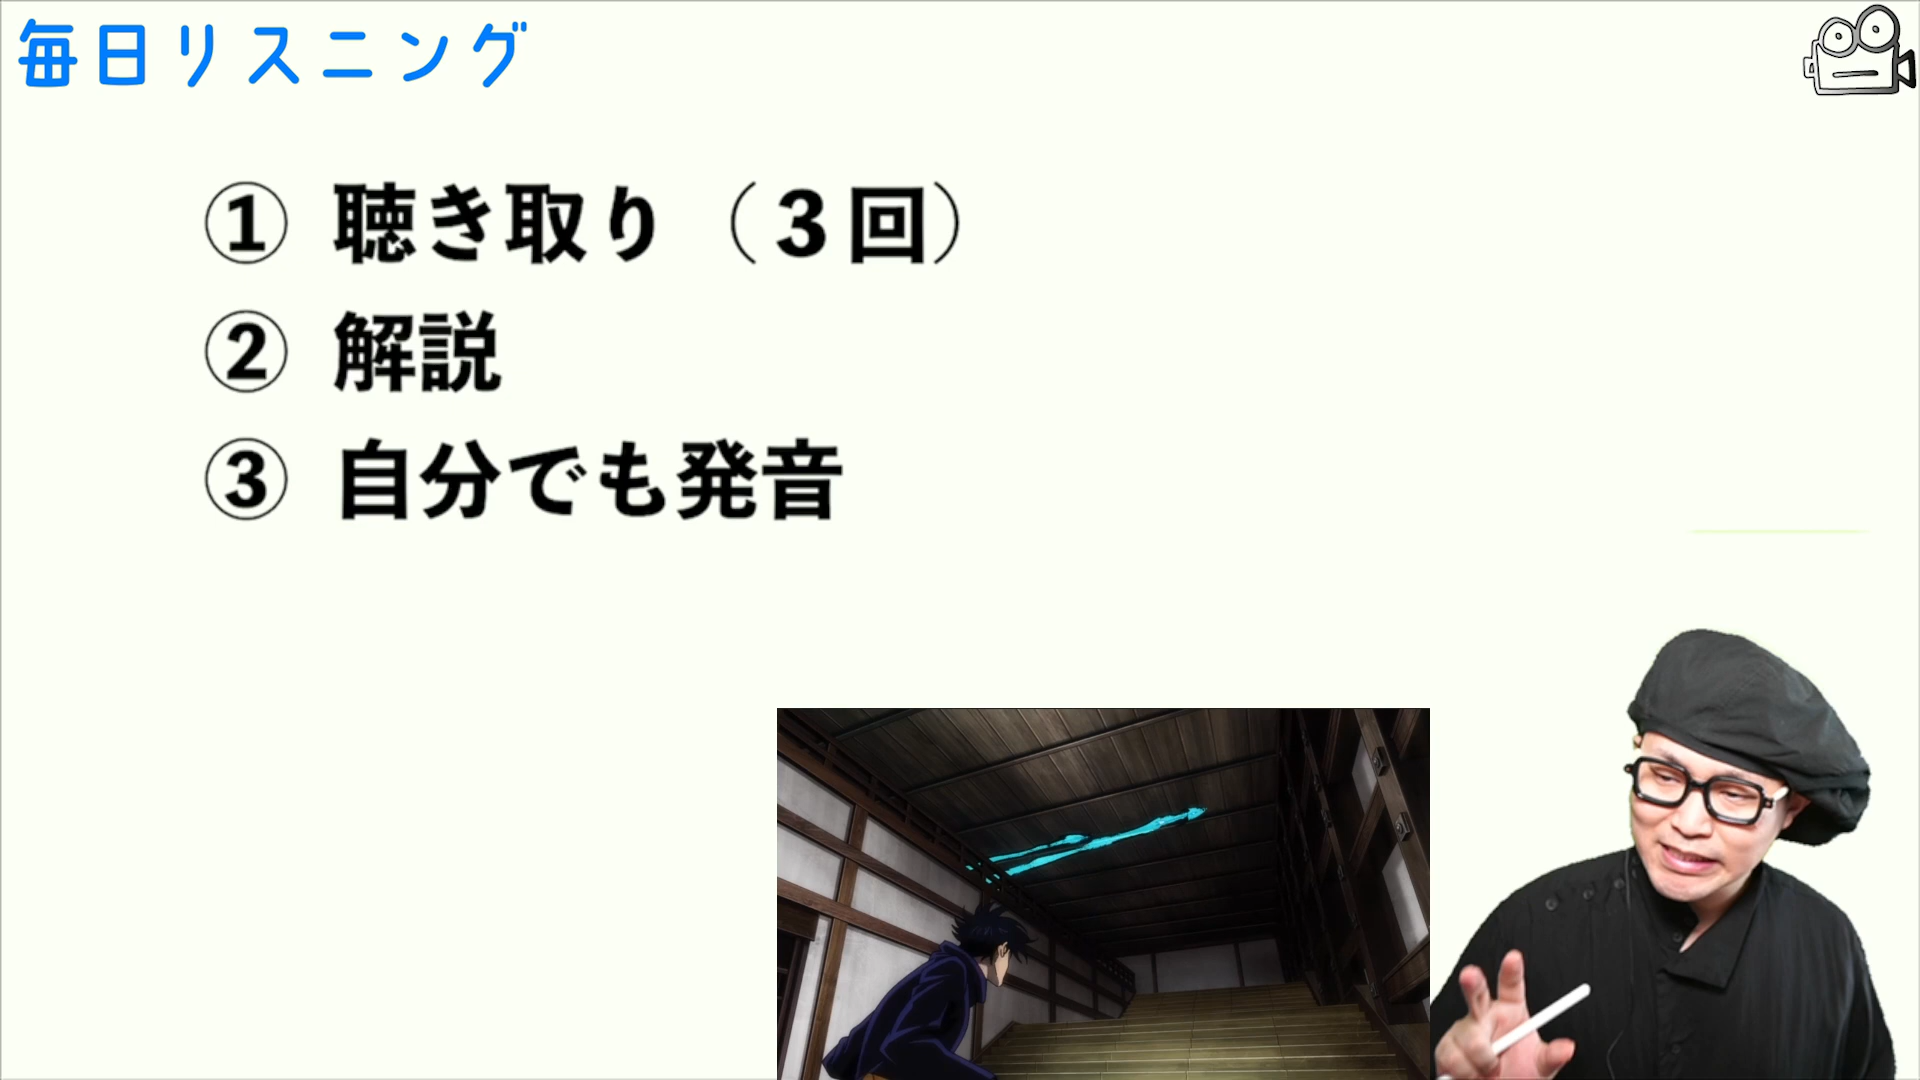 毎日リスニング
① 聴き取り（３回）
② 解説
③ 自分でも発音